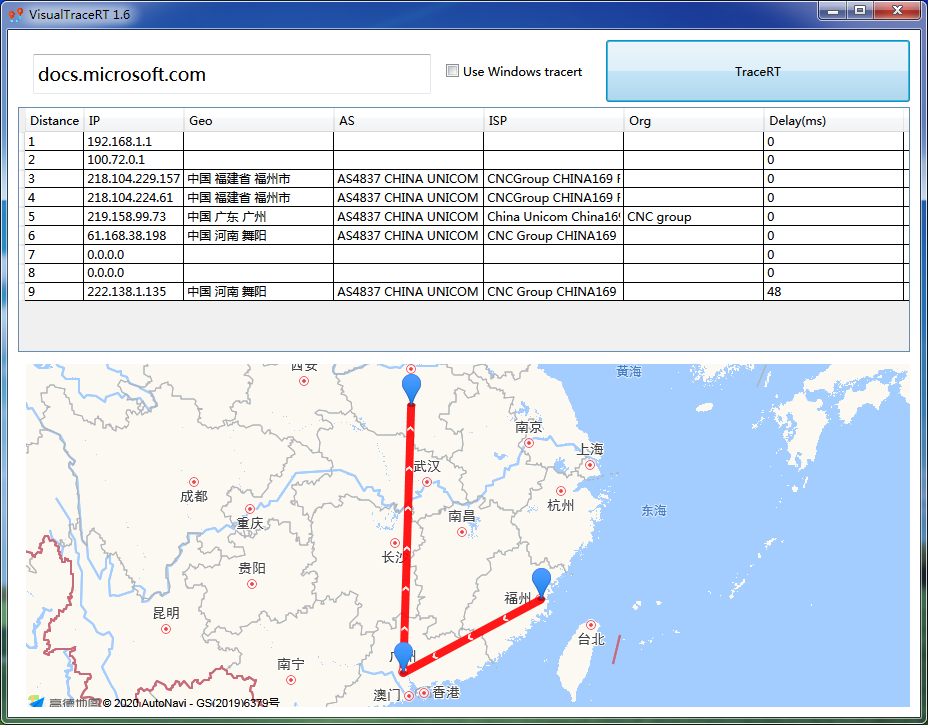 VisualTraceRT 1.6
docs.microsoft.com
Use Windows tracert
TraceRT
Distance IP Geo AS ISP Org Delay(ms)
1 192.168.1.1 0
2 100.72.0.1 0
3 218.104.229.157 中国 福建省 福州市 AS4837 CHINA UNICOM CNCGroup CHINA169 0
4 218.104.224.61 中国 福建省 福州市 AS4837 CHINA UNICOM CNCGroup CHINA169 0
5 219.158.99.73 中国 广东 广州 AS4837 CHINA UNICOM China Unicom China169 CNC group 0
6 61.168.38.198 中国 河南 舞阳 AS4837 CHINA UNICOM CNC Group CHINA169 0
7 0.0.0.0 0
8 0.0.0.0 0
9 222.138.1.135 中国 河南 舞阳 AS4837 CHINA UNICOM CNC Group CHINA169 48
西安
黄海
南京
上海
武汉
成都
杭州
东海
重庆
南昌
长沙
贵阳
福州
昆明
台北
南宁
澳门
香港
高德地图 © 2020 AutoNavi - GS(2019)6379号